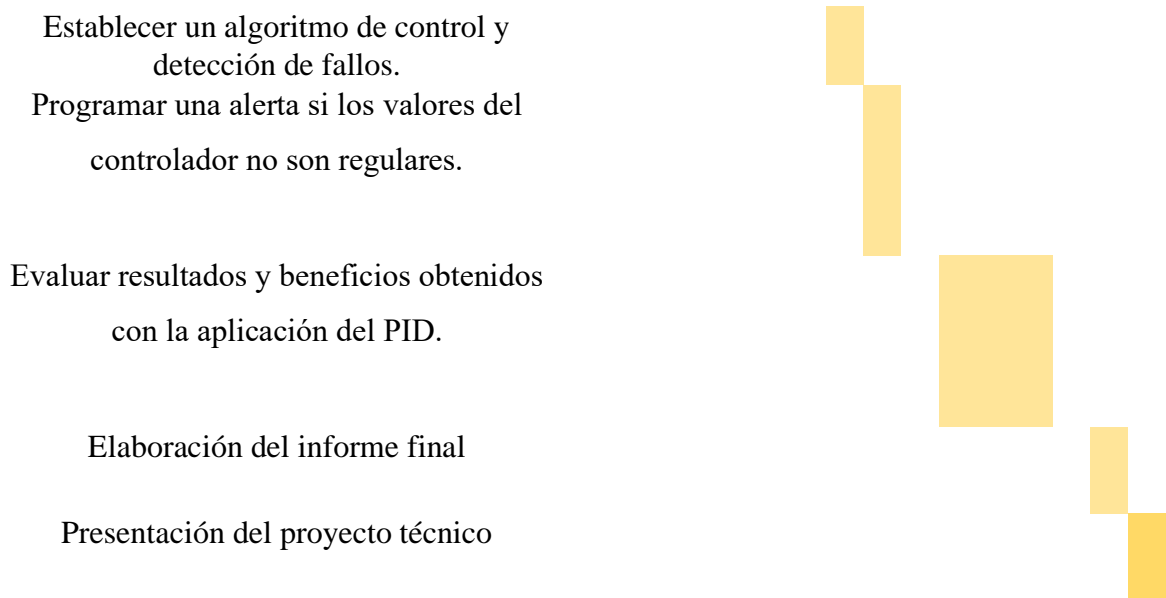 Establecer un algoritmo de control y
detección de fallos.
Programar una alerta si los valores del
controlador no son regulares.
Evaluar resultados y beneficios obtenidos
con la aplicación del PID.
Elaboración del informe final
Presentación del proyecto técnico